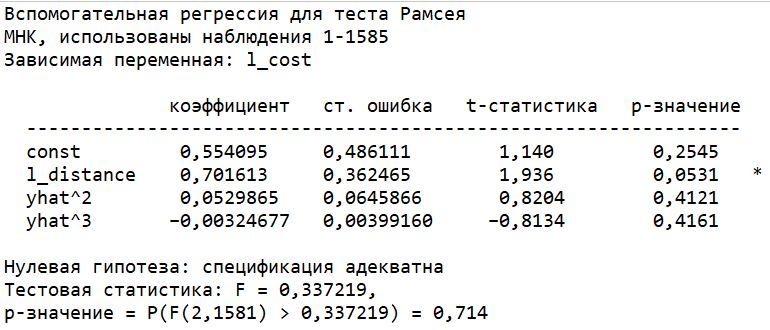 Вспомогательная регрессия для теста Рамсея
МНК, использованы наблюдения 1-1585
Зависимая переменная: l_cost
коэффициент ст. ошибка t-статистика p-значение
---------------------------------------------------------------
const 0,554095 0,486111 1,140 0,2545
l_distance 0,701613 0,362465 1,936 0,0531 *
yhat^2 0,0529865 0,0645866 0,8204 0,4121
yhat^3 −0,00324677 0,00399160 −0,8134 0,4161
Нулевая гипотеза: спецификация адекватна
Тестовая статистика: F = 0,337219,
р-значение = P(F(2,1581) > 0,337219) = 0,714